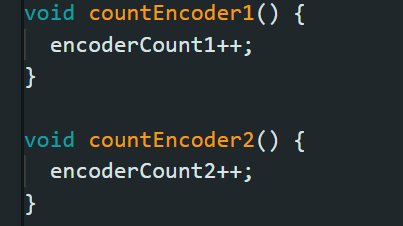 void countEncoder1() {
  encoderCount1++;
}

void countEncoder2() {
  encoderCount2++;
}